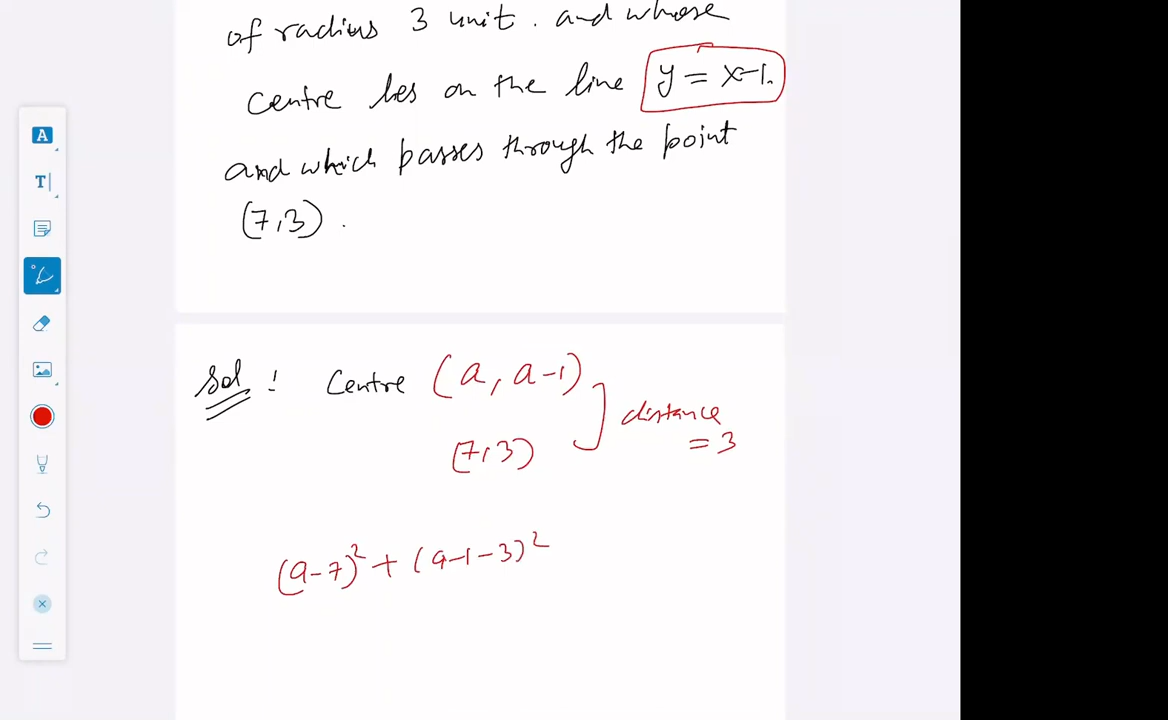 of radius 3 unit. and whose
centre lies on the line y = x-1.
and which passes through the point
(7,3).
Sol: Centre (a, a-1)
(7,3)
distance
= 3
(a-7)² + (a-1-3)²
A
T|